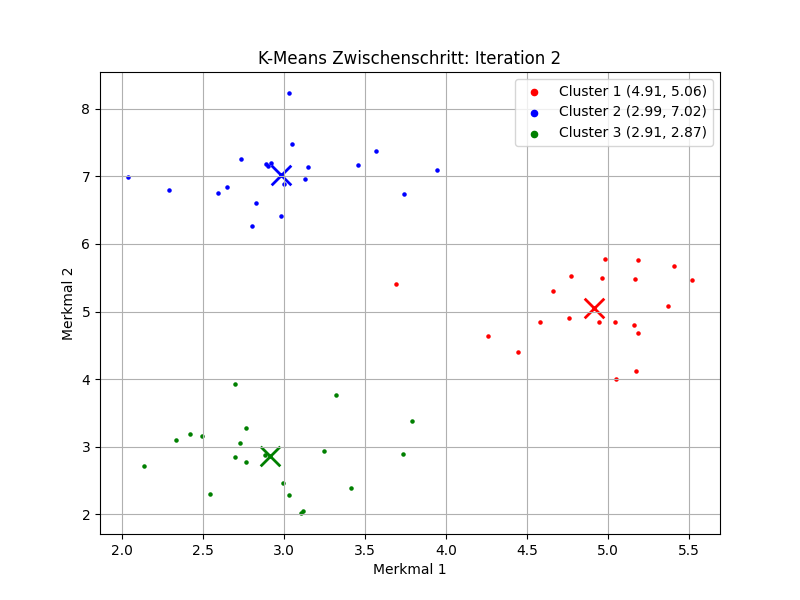 K-Means Zwischenschritt: Iteration 2
Cluster 1 (4.91, 5.06)
Cluster 2 (2.99, 7.02)
Cluster 3 (2.91, 2.87)
8
7
6
5
4
3
2
Merkmal 2
2.0 2.5 3.0 3.5 4.0 4.5 5.0 5.5
Merkmal 1